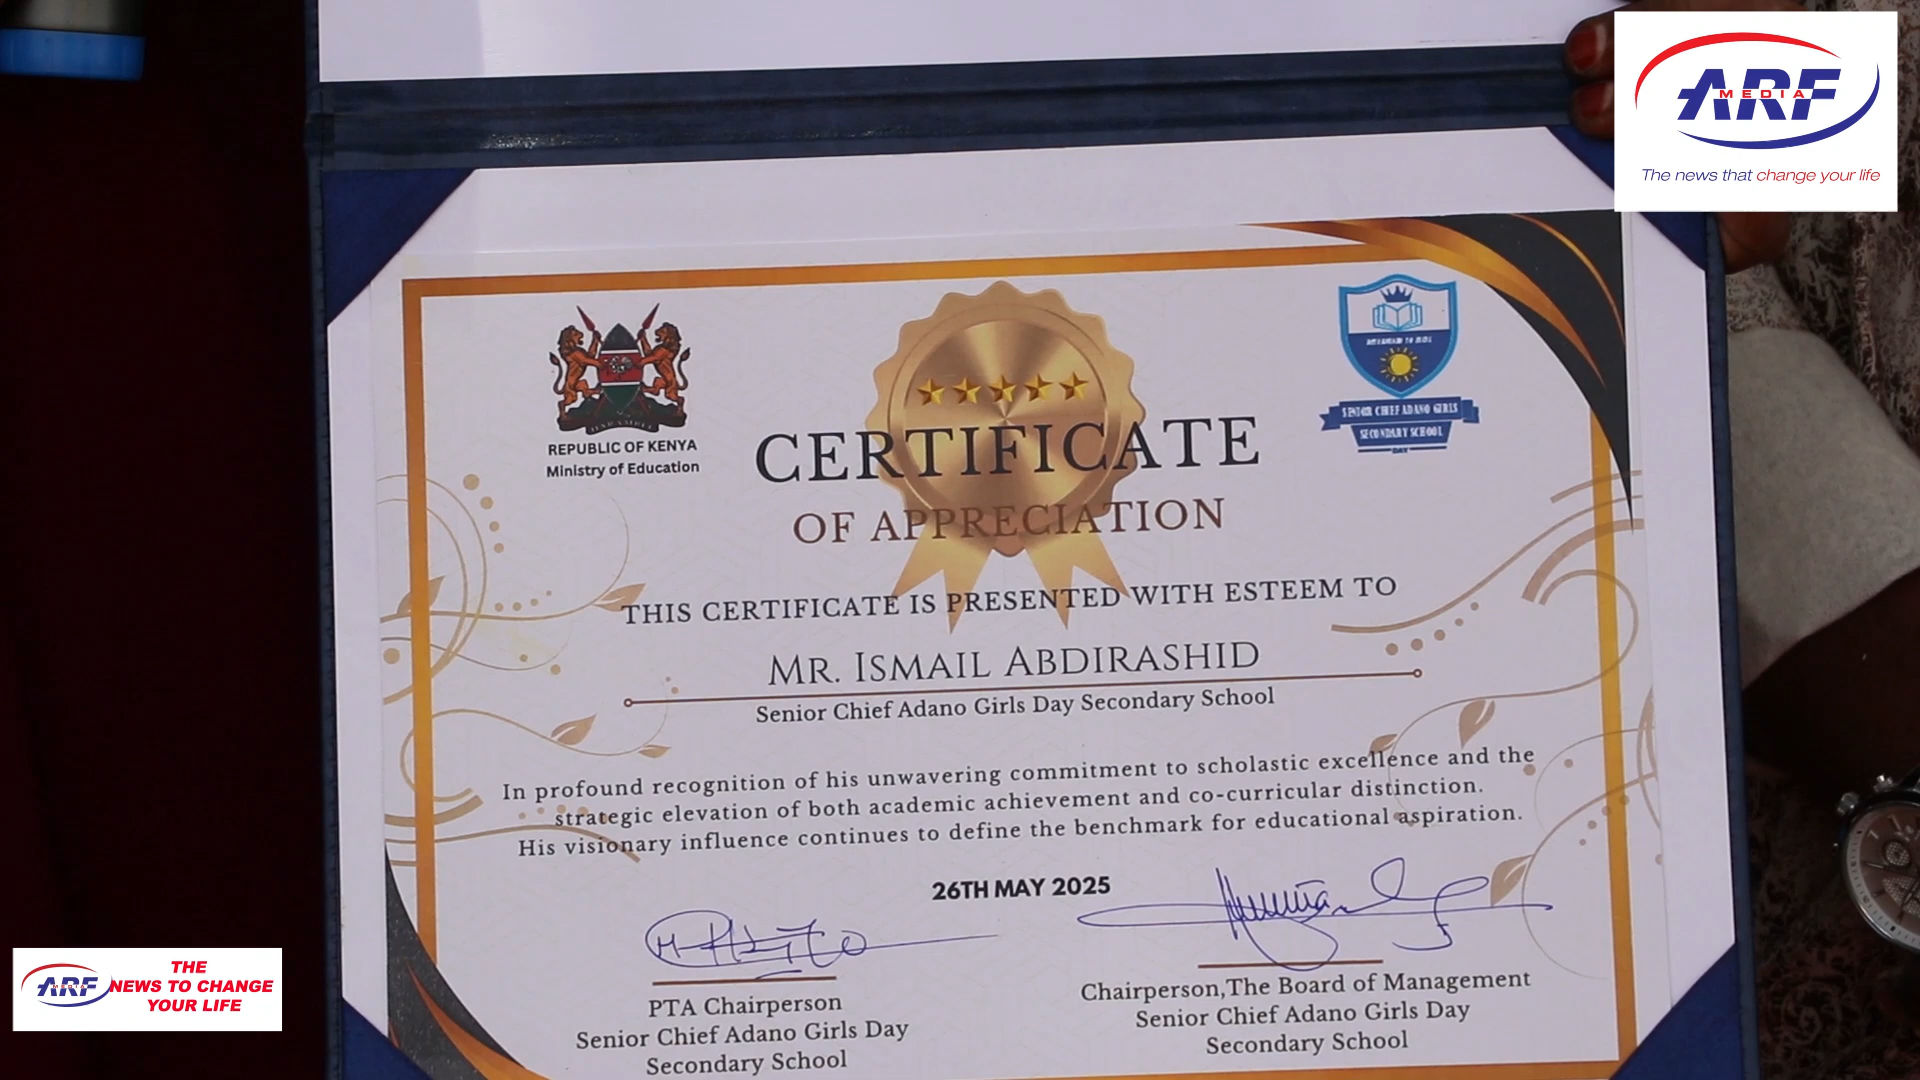 ARF
MEDIA
The news that change your life
REPUBLIC OF KENYA
Ministry of Education
SENIOR CHIEF ADANO GIRLS
SECONDARY SCHOOL
DAY
CERTIFICATE
OF APPRECIATION
THIS CERTIFICATE IS PRESENTED WITH ESTEEM TO
MR. ISMAIL ABDIRASHID
Senior Chief Adano Girls Day Secondary School
In profound recognition of his unwavering commitment to scholastic excellence and the
strategic elevation of both academic achievement and co-curricular distinction.
His visionary influence continues to define the benchmark for educational aspiration.
26TH MAY 2025
PTA Chairperson
Senior Chief Adano Girls Day
Secondary School
Chairperson,The Board of Management
Senior Chief Adano Girls Day
Secondary School
ARF
MEDIA
THE
NEWS TO CHANGE
YOUR LIFE